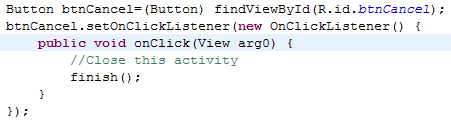 Button btnCancel=(Button) findViewById(R.id.btnCancel);
btnCancel.setOnClickListener(new OnClickListener() {
    public void onClick(View arg0) {
        //Close this activity
        finish();
    }
});